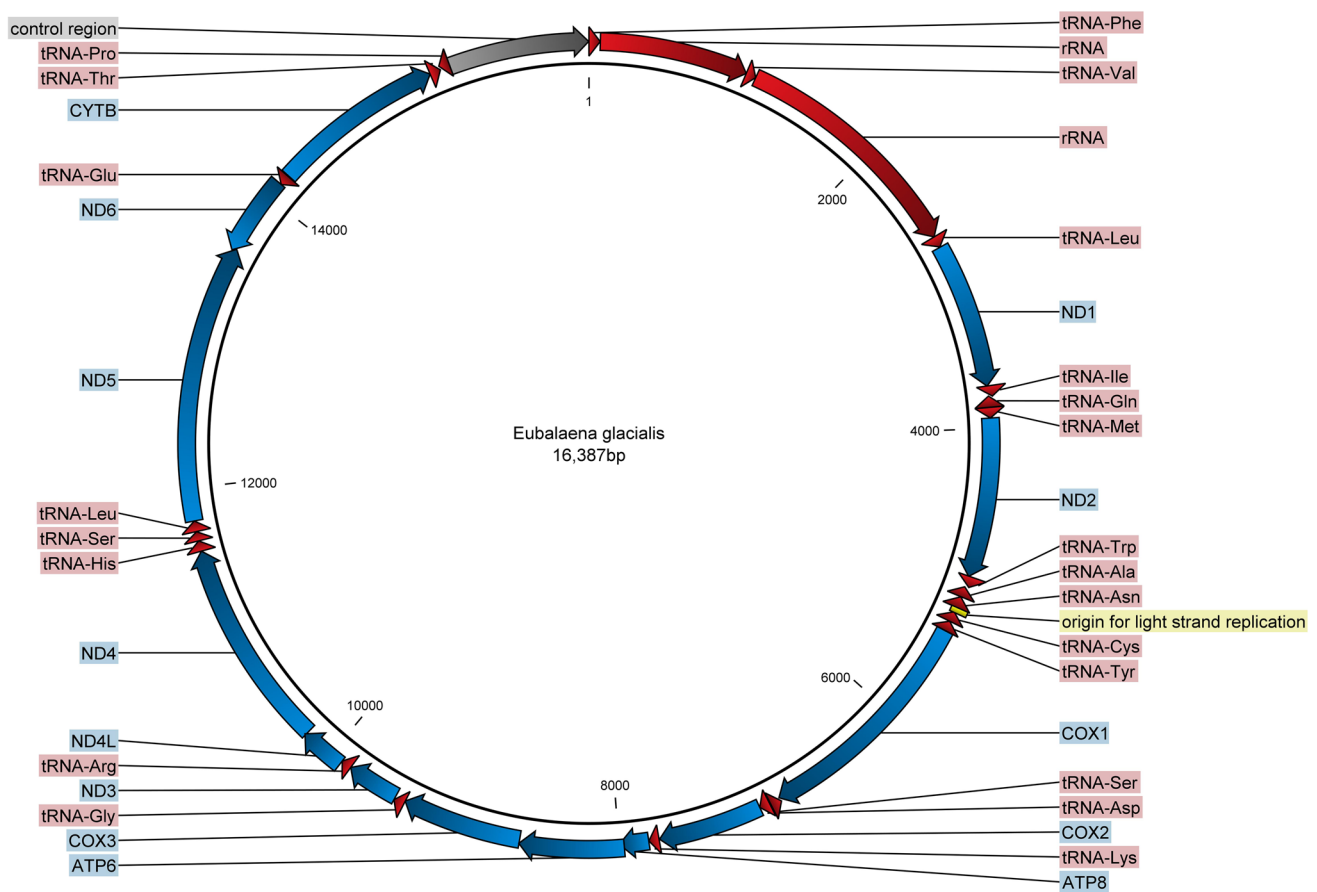 control region
tRNA-Pro
tRNA-Thr
CYTB
tRNA-Glu
ND6
ND5
tRNA-Leu
tRNA-Ser
tRNA-His
ND4
ND4L
tRNA-Arg
ND3
tRNA-Gly
COX3
ATP6
1
2000
4000
6000
8000
10000
12000
14000
Eubalaena glacialis
16,387bp
tRNA-Phe
rRNA
tRNA-Val
rRNA
tRNA-Leu
ND1
tRNA-Ile
tRNA-Gln
tRNA-Met
ND2
tRNA-Trp
tRNA-Ala
tRNA-Asn
origin for light strand replication
tRNA-Cys
tRNA-Tyr
COX1
tRNA-Ser
tRNA-Asp
COX2
tRNA-Lys
ATP8